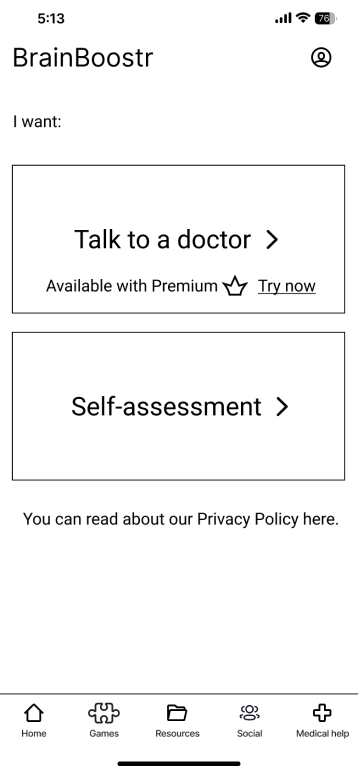 5:13
76
BrainBoostr
I want:
Talk to a doctor
Available with Premium Try now
Self-assessment
You can read about our Privacy Policy here.
Home Games Resources Social Medical help